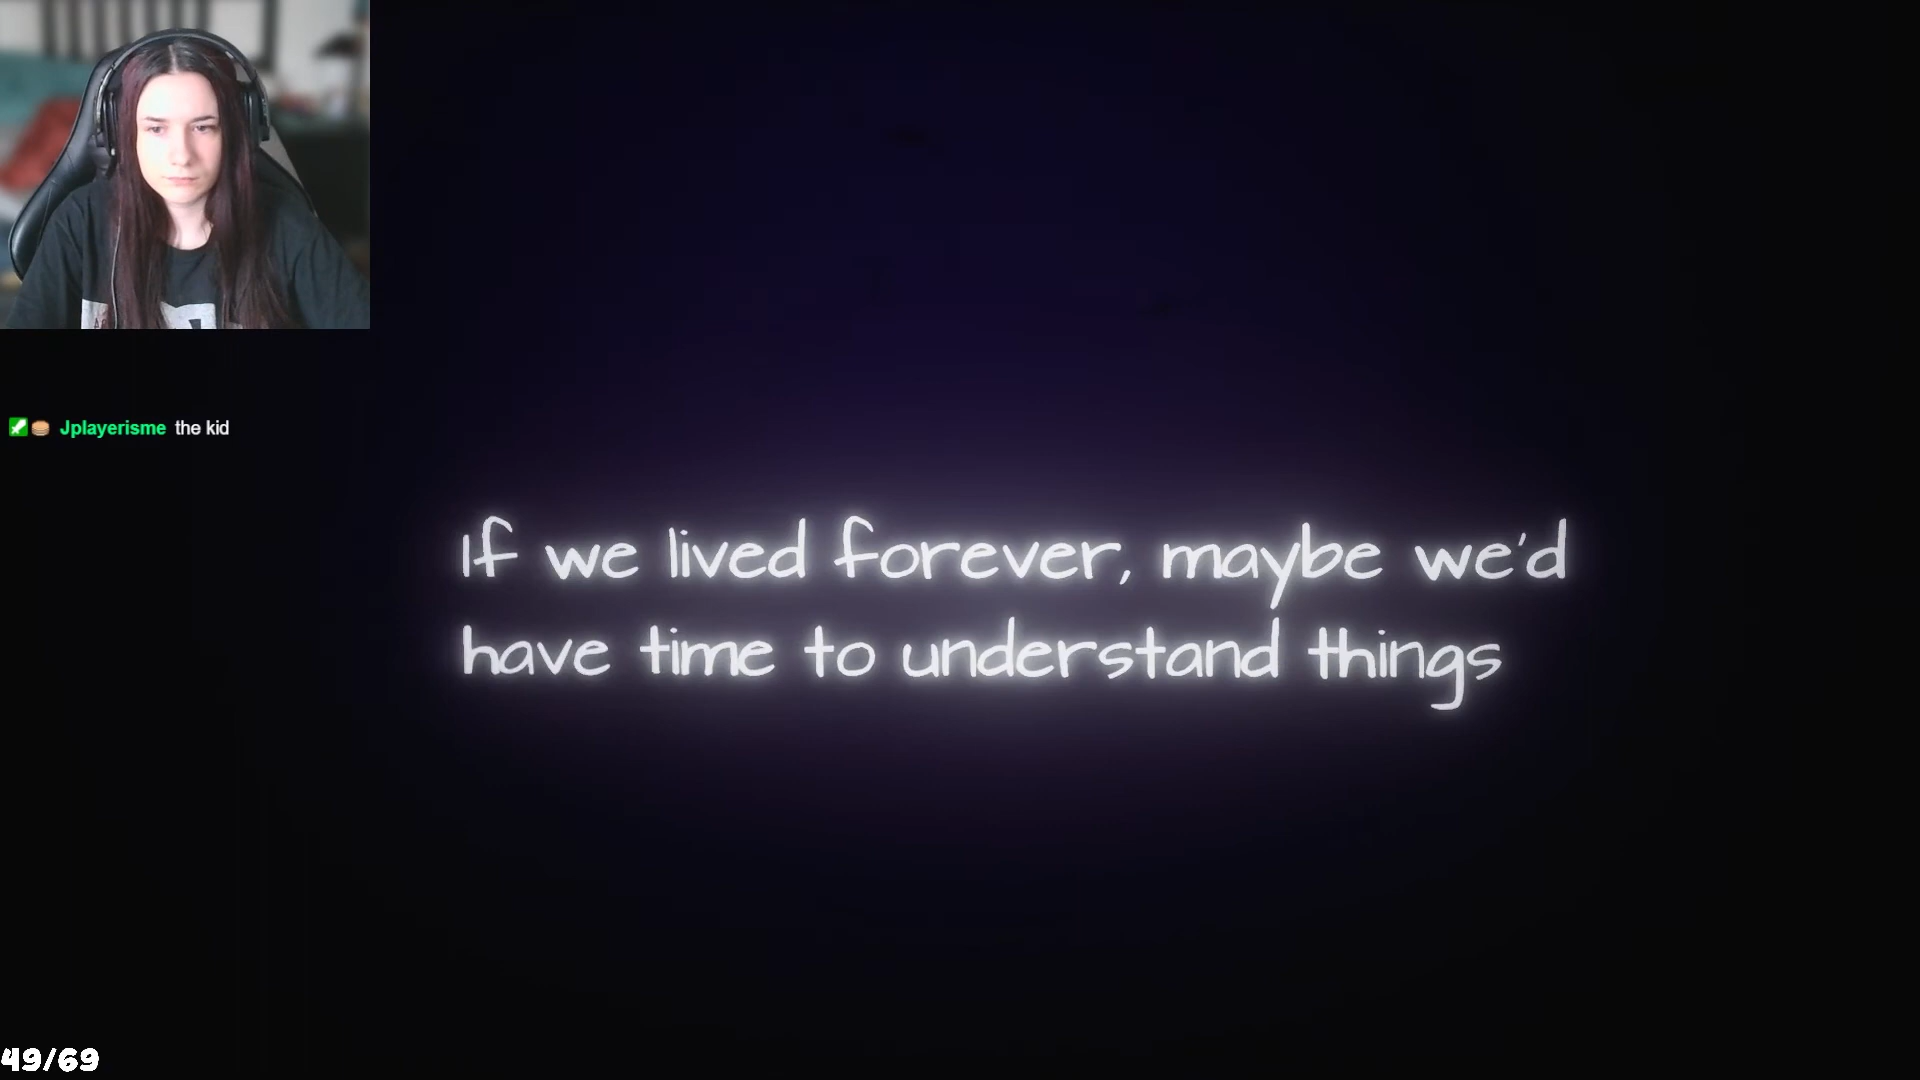 Jplayerisme the kid
If we lived forever, maybe we'd
have time to understand things
49/69